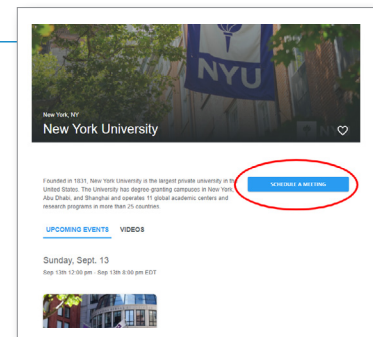 NYU
New York, NY
New York University
Founded in 1831, New York University is the largest private university in the
United States. The University has degree granting campuses in New York,
Abu Dhabi, and Shanghai and operates 11 global academic centers and
research programs in more than 25 countries.
SCHEDULE A MEETING
UPCOMING EVENTS VIDEOS
Sunday, Sept. 13
Sep 13th 12:00 pm - Sep 13th 8:00 pm EDT